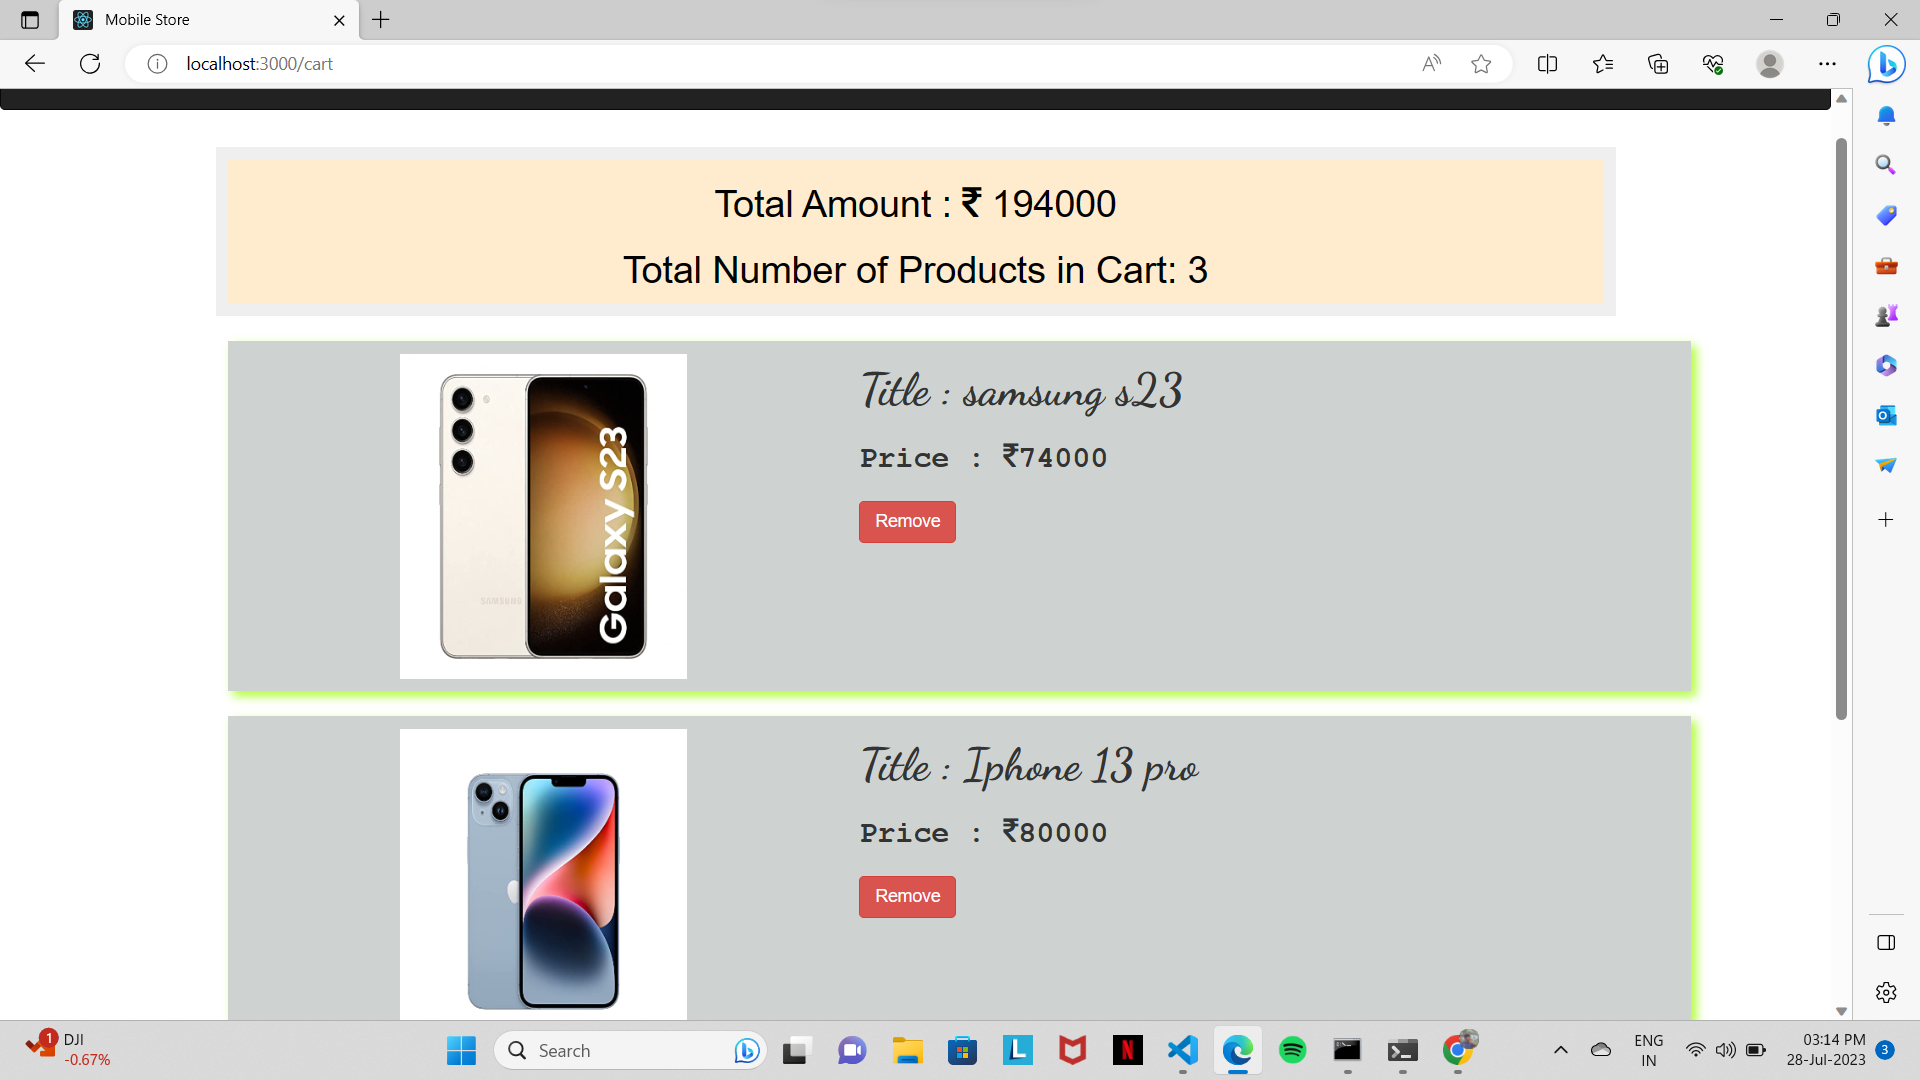 Mobile Store
localhost:3000/cart
Total Amount : ₹ 194000
Total Number of Products in Cart: 3
Title : samsung s23
Price : ₹74000
Remove
Galaxy S23
SAMSUNG
Title : Iphone 13 pro
Price : ₹80000
Remove
1
DJI
-0.67%
Search
L
N
ENG
IN
03:14 PM
28-Jul-2023
3